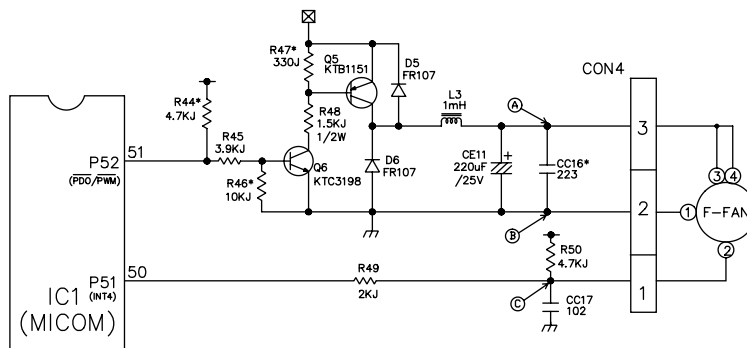 R47*
330J
Q5
KTB1151
D5
FR107
CON4
R44*
4.7KJ
R48
1.5KJ
1/2W
L3
1mH
A
3
51
P52
(PDO/PWM)
R45
3.9KJ
Q6
KTC3198
D6
FR107
CE11
220uF
/25V
+
CC16*
223
3
4
R46*
10KJ
2
1
F-FAN
B
2
50
P51
(INT4)
R49
2KJ
R50
4.7KJ
C
CC17
102
1
IC1
(MICOM)